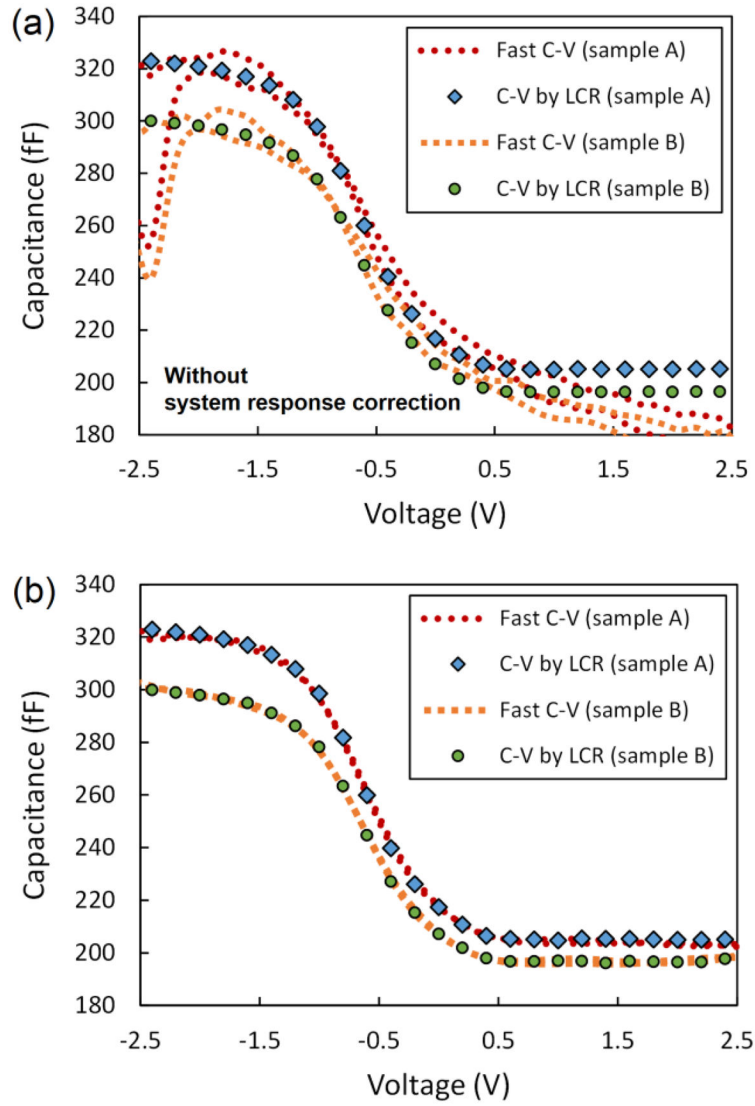 (a)
340
320
300
280
260
240
220
200
180
Capacitance (fF)
Fast C-V (sample A)
C-V by LCR (sample A)
Fast C-V (sample B)
C-V by LCR (sample B)
Without
system response correction
-2.5 -1.5 -0.5 0.5 1.5 2.5
Voltage (V)
(b)
340
320
300
280
260
240
220
200
180
Capacitance (fF)
Fast C-V (sample A)
C-V by LCR (sample A)
Fast C-V (sample B)
C-V by LCR (sample B)
-2.5 -1.5 -0.5 0.5 1.5 2.5
Voltage (V)